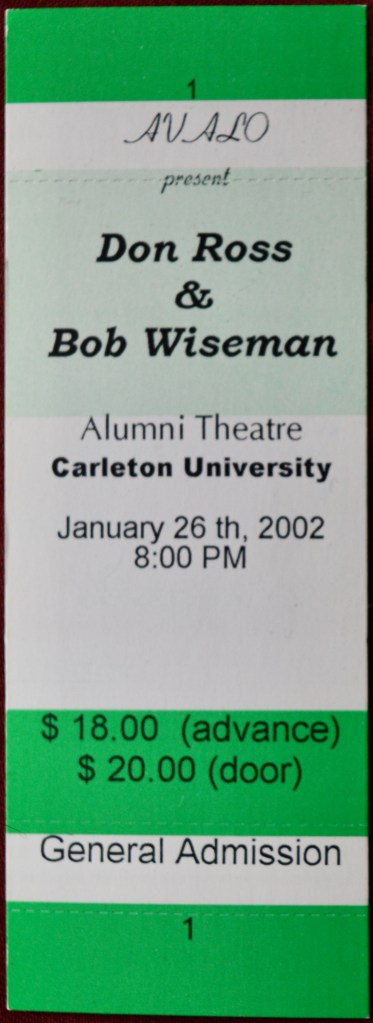 1
AVALO
present
Don Ross
&
Bob Wiseman
Alumni Theatre
Carleton University
January 26 th, 2002
8:00 PM
$ 18.00 (advance)
$ 20.00 (door)
General Admission
1